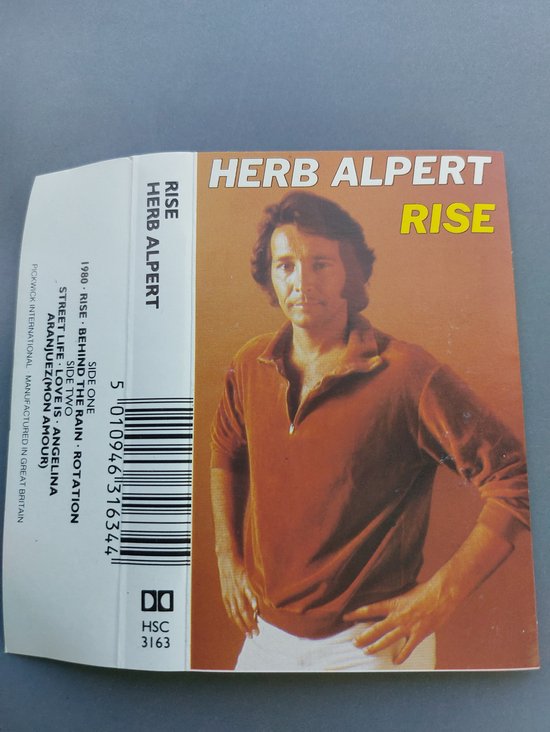 HERB ALPERT
RISE
RISE
HERB ALPERT
SIDE ONE
1980 · RISE · BEHIND THE RAIN · ROTATION
SIDE TWO
STREET LIFE · LOVE IS · ANGELINA
ARANJUEZ (MON AMOUR)
PICKWICK INTERNATIONAL · MANUFACTURED IN GREAT BRITAIN
5 010946 316344
HSC
3163